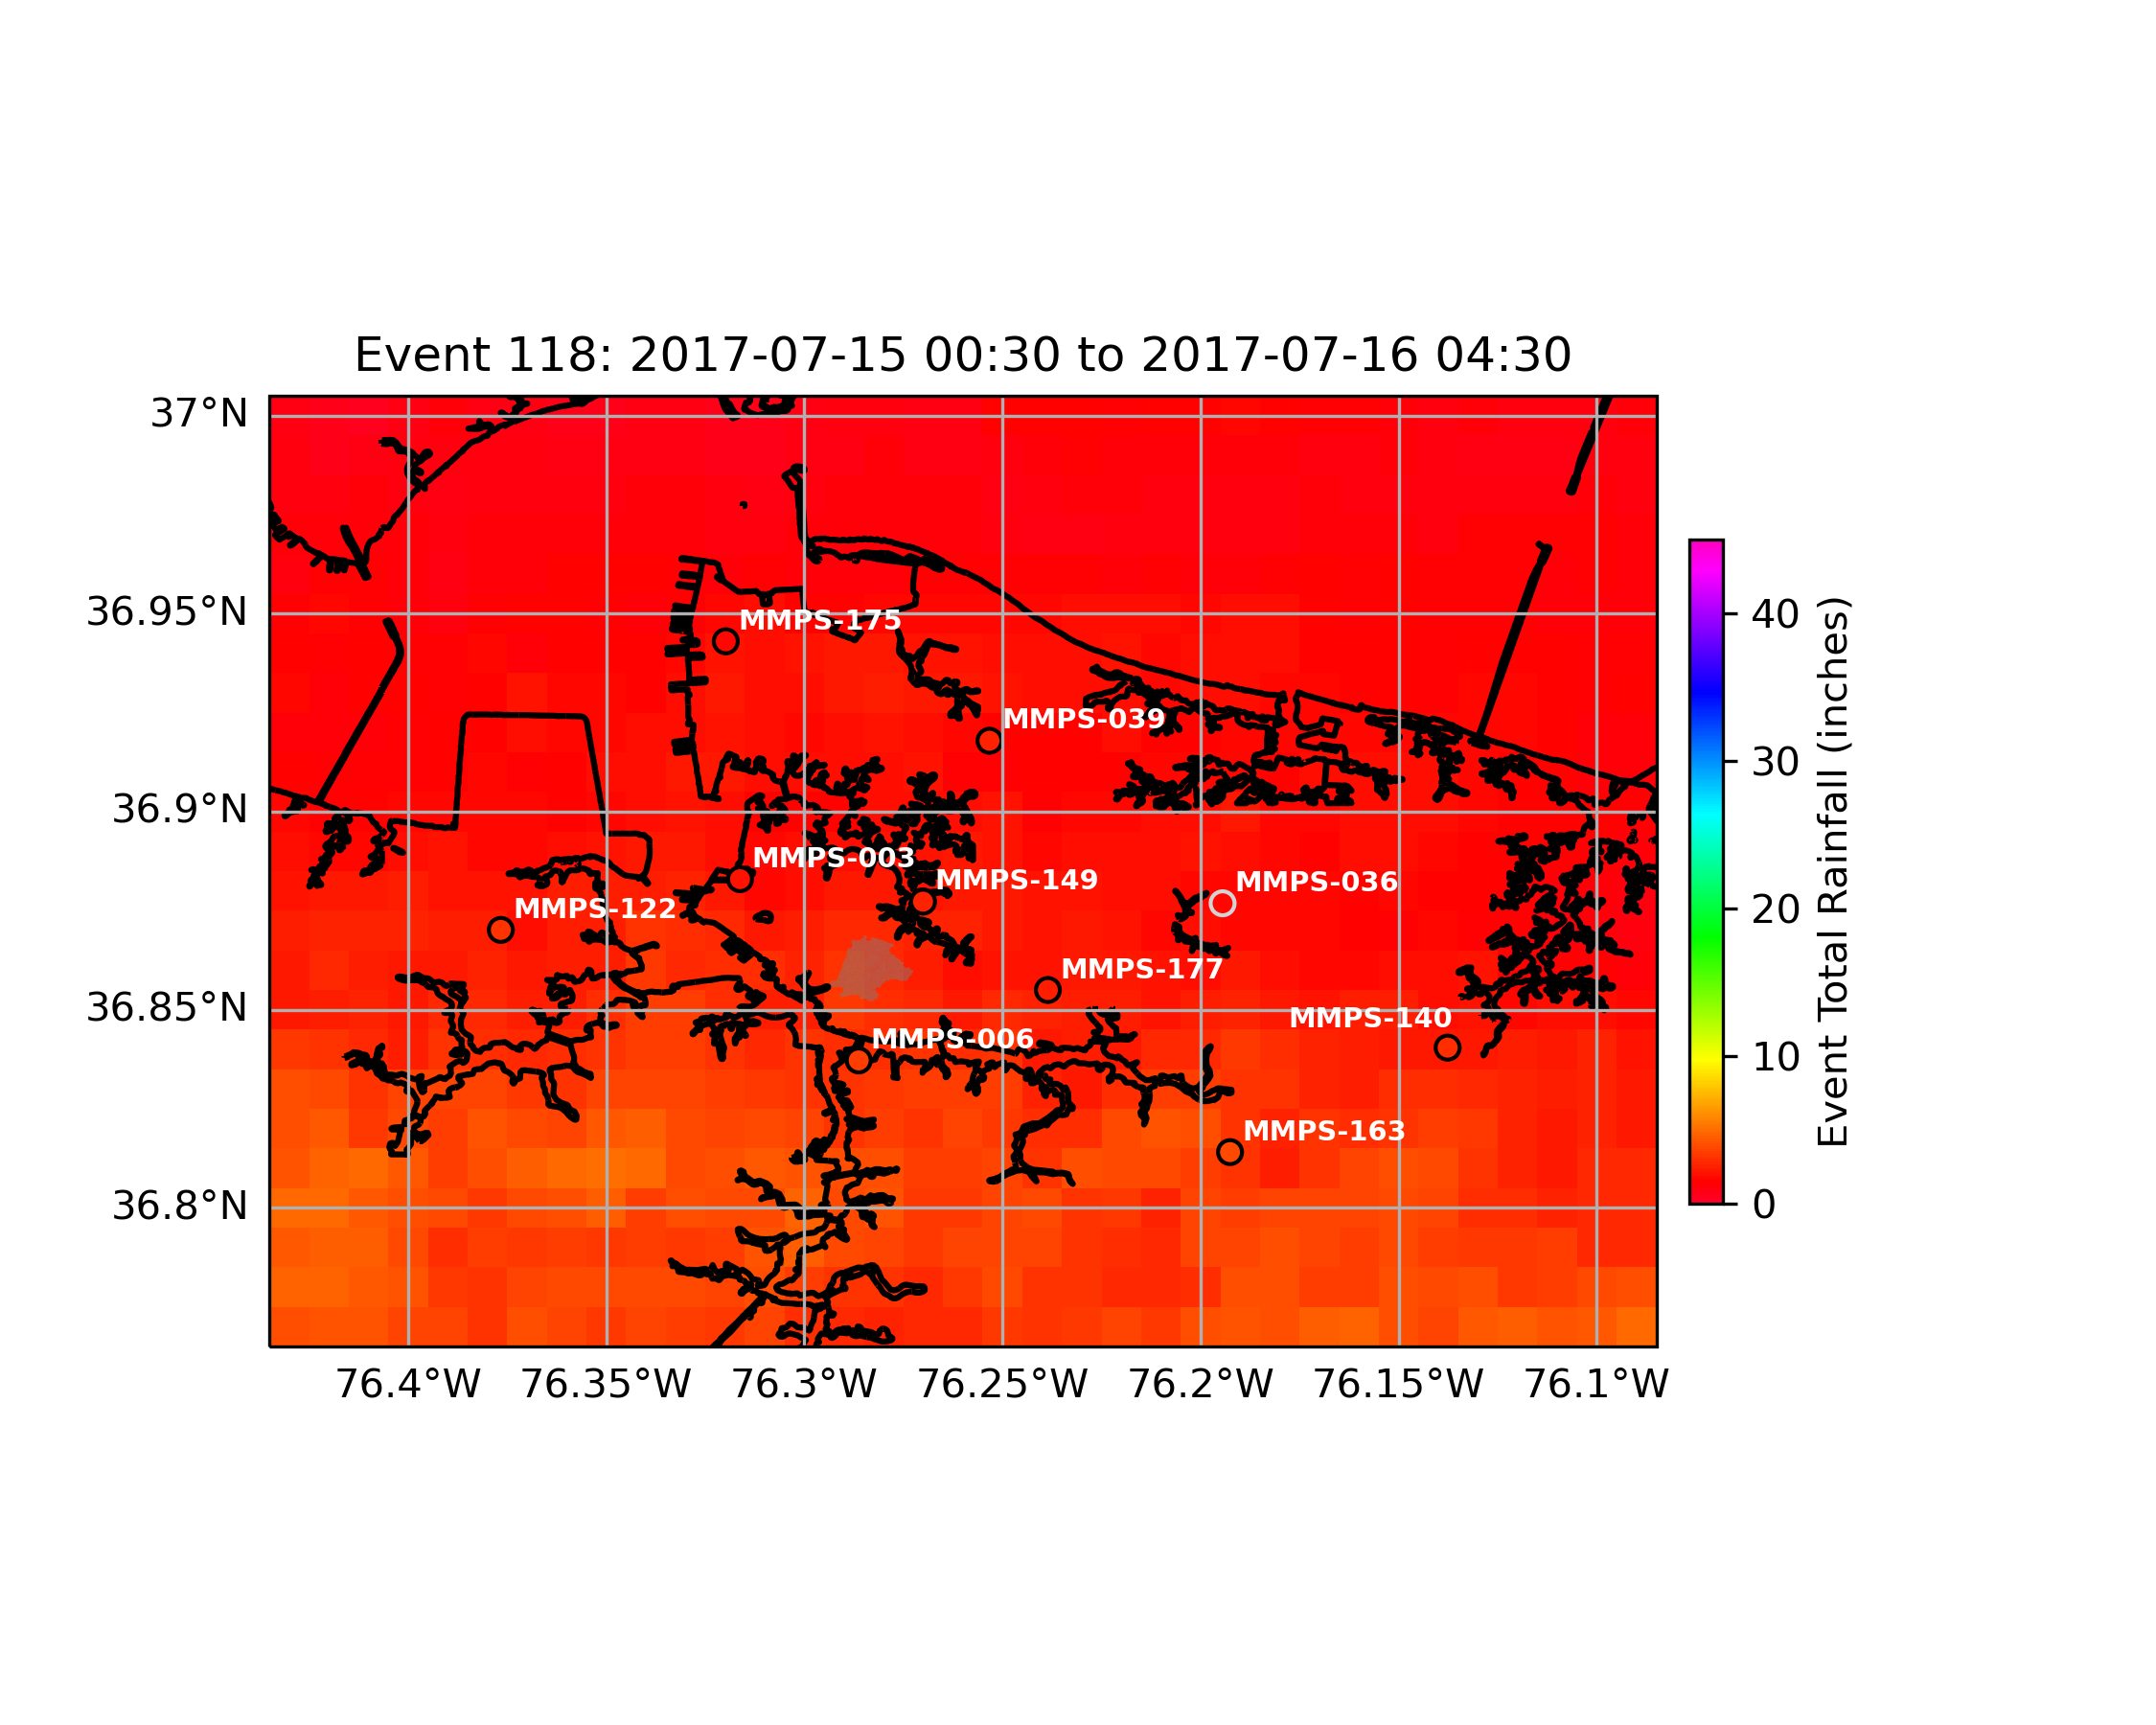 Event 118: 2017-07-15 00:30 to 2017-07-16 04:30
37°N
36.95°N
36.9°N
36.85°N
36.8°N
76.4°W
76.35°W
76.3°W
76.25°W
76.2°W
76.15°W
76.1°W
MMPS-175
MMPS-039
MMPS-003
MMPS-149
MMPS-036
MMPS-122
MMPS-177
MMPS-140
MMPS-006
MMPS-163
40
30
20
10
0
Event Total Rainfall (inches)